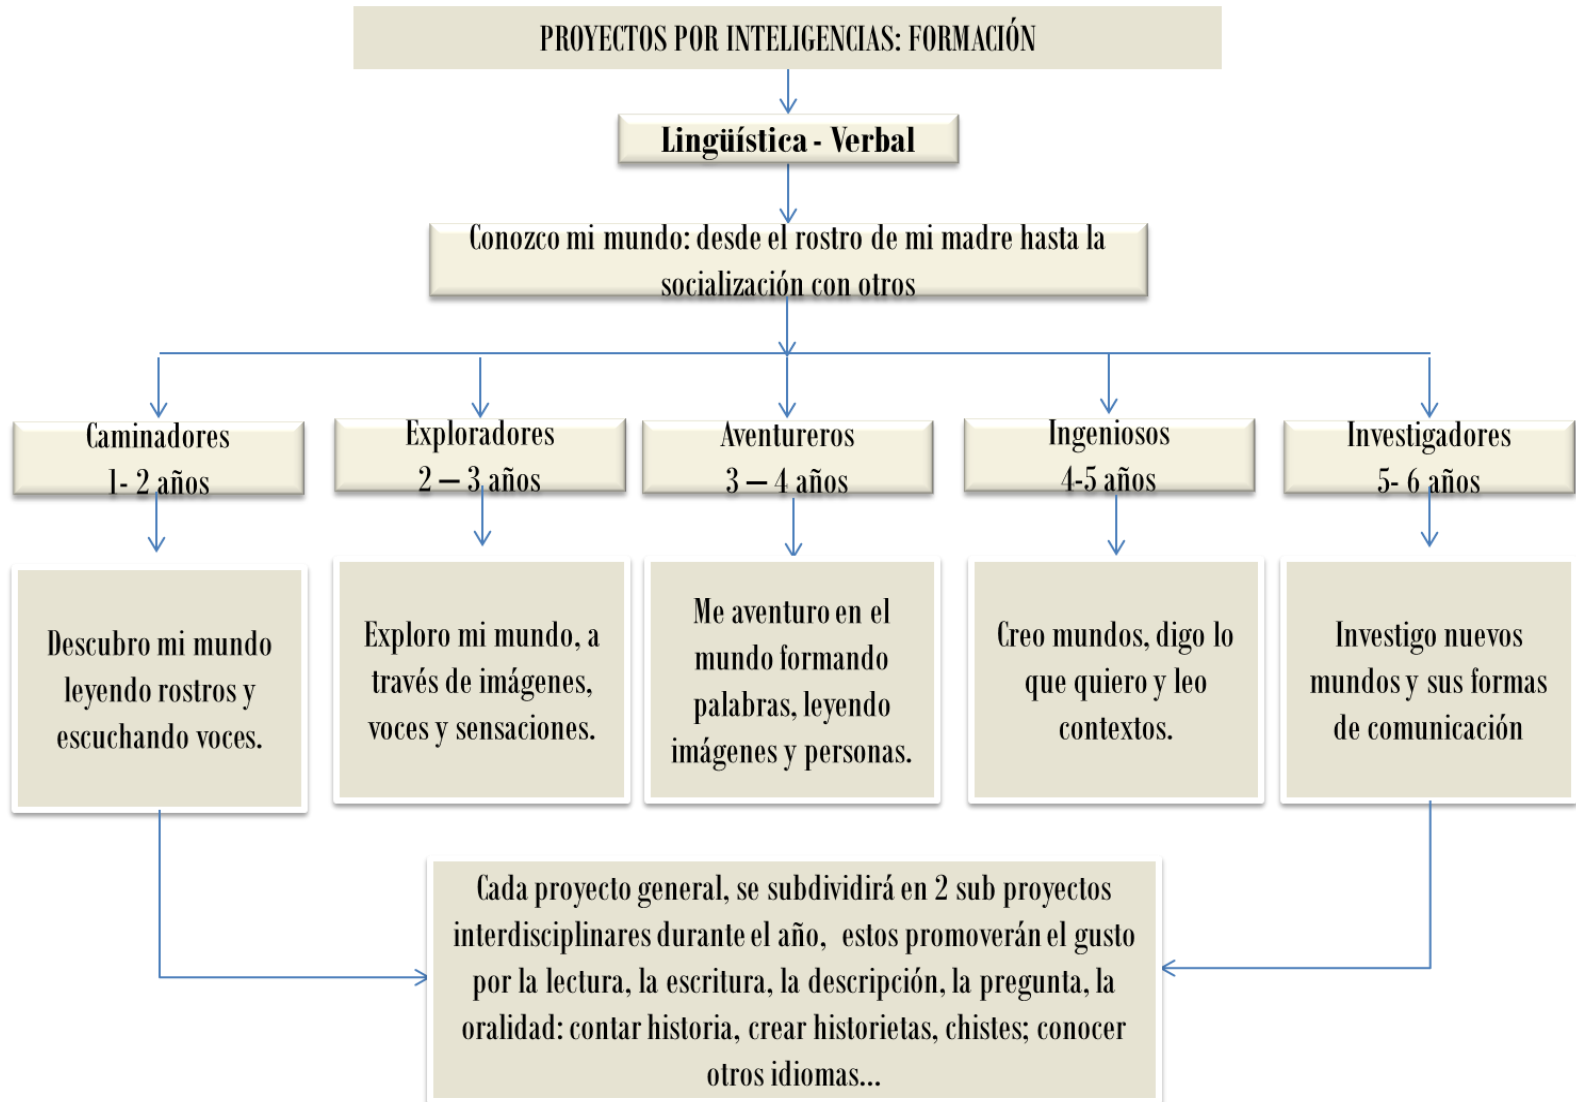 PROYECTOS POR INTELIGENCIAS: FORMACIÓN
Lingüística - Verbal
Conozco mi mundo: desde el rostro de mi madre hasta la
socialización con otros
Caminadores
1- 2 años
Exploradores
2 – 3 años
Aventureros
3 – 4 años
Ingeniosos
4-5 años
Investigadores
5- 6 años
Descubro mi mundo
leyendo rostros y
escuchando voces.
Exploro mi mundo, a
través de imágenes,
voces y sensaciones.
Me aventuro en el
mundo formando
palabras, leyendo
imágenes y personas.
Creo mundos, digo lo
que quiero y leo
contextos.
Investigo nuevos
mundos y sus formas
de comunicación
Cada proyecto general, se subdividirá en 2 sub proyectos
interdisciplinares durante el año, estos promoverán el gusto
por la lectura, la escritura, la descripción, la pregunta, la
oralidad: contar historia, crear historietas, chistes; conocer
otros idiomas...